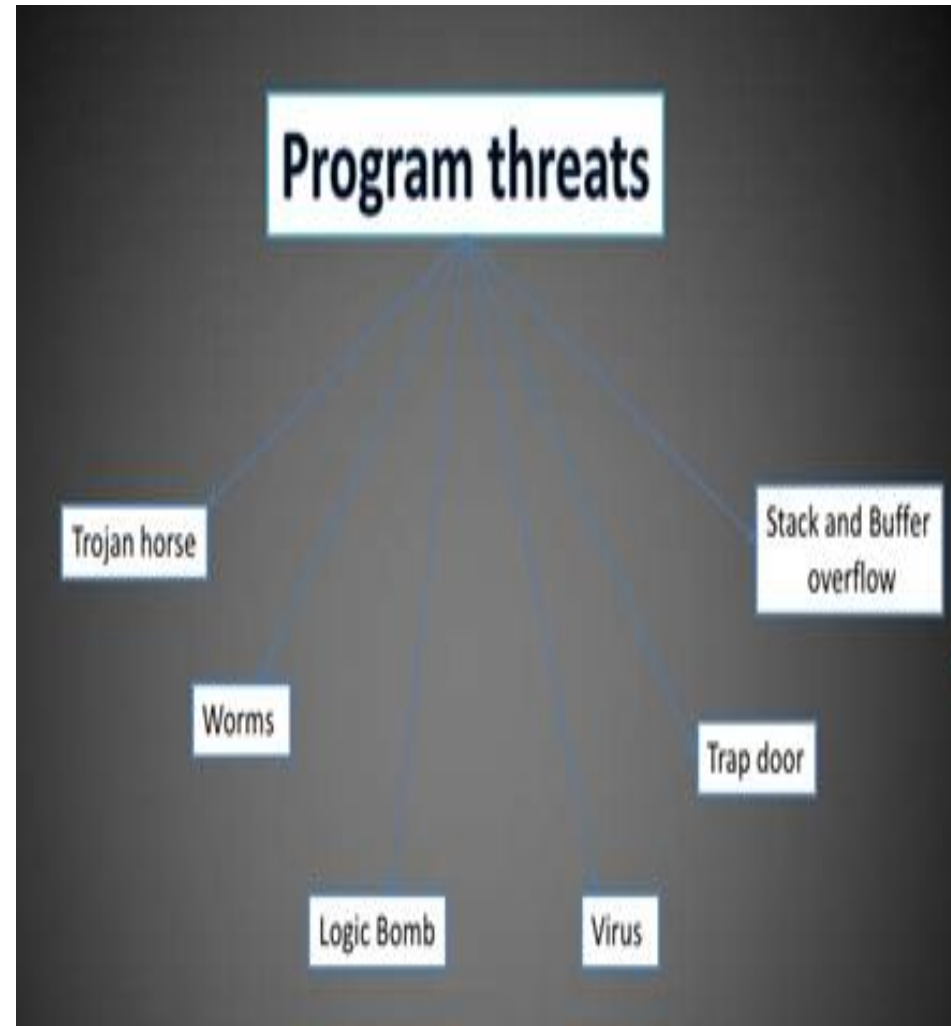 Program threats
Trojan horse
Stack and Buffer
overflow
Worms
Trap door
Logic Bomb
Virus